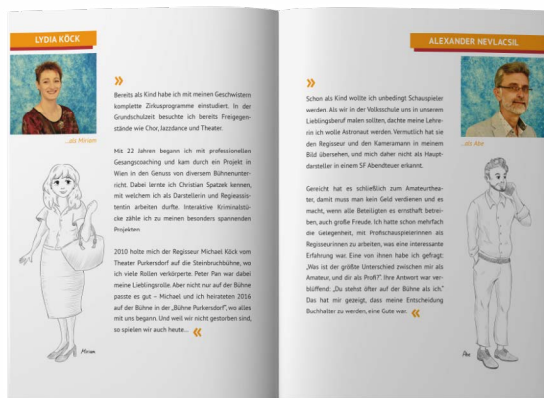 LYDIA KÖCK
...als Miriam
»
Bereits als Kind habe ich mit meinen Geschwistern
komplette Zirkusprogramme einstudiert. In der
Grundschulzeit besuchte ich bereits Freigegen-
stände wie Chor, Jazzdance und Theater.
Mit 22 Jahren begann ich mit professionellen
Gesangscoaching und kam durch ein Projekt in
Wien in den Genuss von diversem Bühnenunter-
richt. Dabei lernte ich Christian Spatzek kennen,
mit welchem ich als Darstellerin und Regieassis-
tentin arbeiten durfte. Interaktive Kriminalstü-
cke zähle ich zu meinen besonders spannenden
Projekten.
2010 holte mich der Regisseur Michael Köck vom
Theater Purkersdorf auf die Steinbruchbühne, wo
ich viele Rollen verkörperte. Peter Pan war dabei
meine Lieblingsrolle. Aber nicht nur auf der Bühne
passte es gut – Michael und ich heirateten 2016
auf der Bühne in der „Bühne Purkersdorf“, wo alles
mit uns begann. Und weil wir nicht gestorben sind,
so spielen wir auch heute... «
Miriam
ALEXANDER NEVLACSIL
...als Abe
»
Schon als Kind wollte ich unbedingt Schauspieler
werden. Als wir in der Volksschule uns in unserem
Lieblingsberuf malen sollten, dachte meine Lehre-
rin ich wolle Astronaut werden. Vermutlich hat sie
den Regisseur und den Kameramann in meinem
Bild übersehen, und mich daher nicht als Haupt-
darsteller in einem SF Abendteuer erkannt.
Gereicht hat es schließlich zum Amateurthea-
ter, damit muss man kein Geld verdienen und es
macht, wenn alle Beteiligten es ernsthaft betrei-
ben, auch große Freude. Ich hatte schon mehrfach
die Gelegenheit, mit Profischauspielerinnen als
Regisseurinnen zu arbeiten, was eine interessante
Erfahrung war. Eine von ihnen habe ich gefragt:
„Was ist der größte Unterschied zwischen mir als
Amateur, und dir als Profi?“. Ihre Antwort war ver-
blüffend: „Du stehst öfter auf der Bühne als ich.“
Das hat mir gezeigt, dass meine Entscheidung
Buchhalter zu werden, eine Gute war. «
Abe